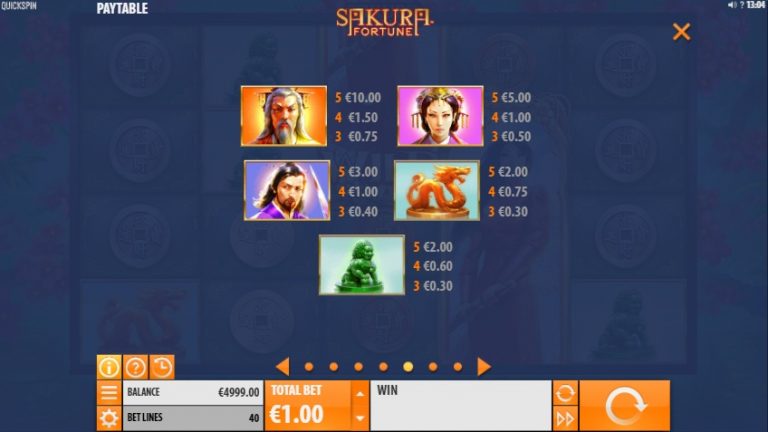 QUICKSPIN
PAYTABLE
SAKURA
FORTUNE
? 13:04
5 €10.00
4 €1.50
3 €0.75
5 €5.00
4 €1.00
3 €0.50
5 €3.00
4 €1.00
3 €0.40
5 €2.00
4 €0.75
3 €0.30
5 €2.00
4 €0.60
3 €0.30
i ?
BALANCE €4999.00
BET LINES 40
TOTAL BET
€1.00
WIN